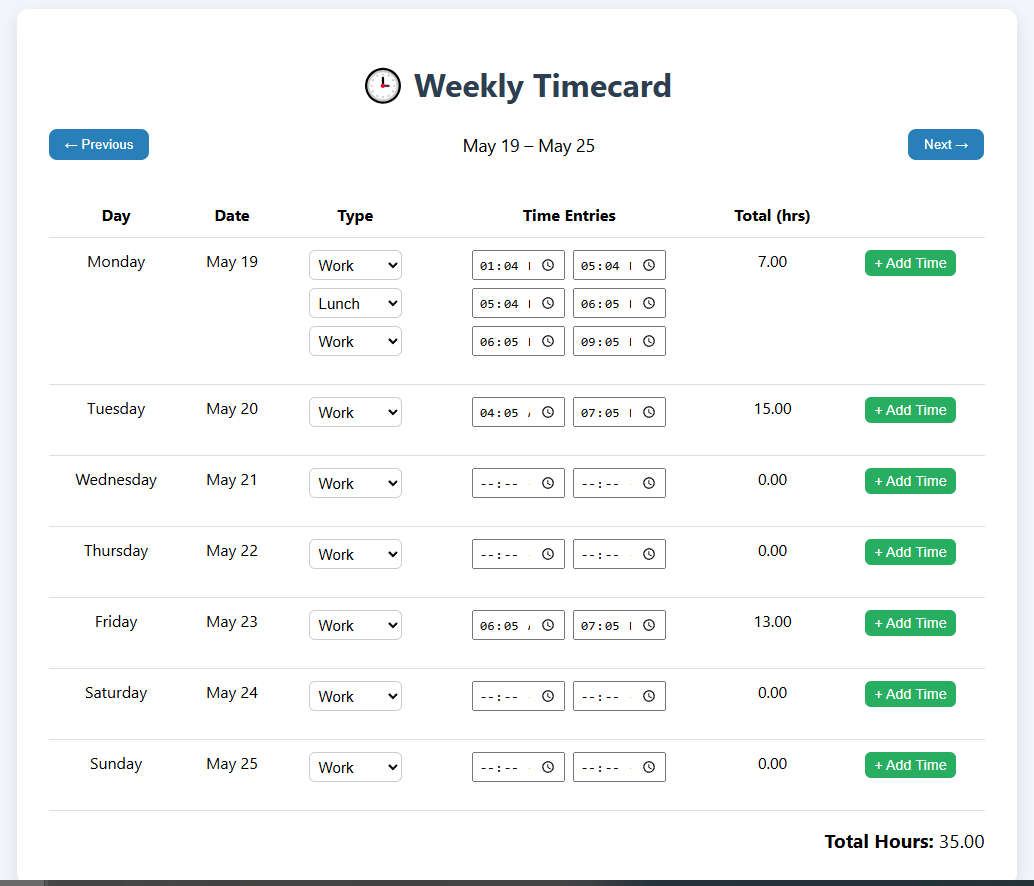 Weekly Timecard
← Previous May 19 – May 25 Next →
Day Date Type Time Entries Total (hrs)
Monday May 19 Work 01:04 05:04 7.00 + Add Time
Lunch 05:04 06:05
Work 06:05 09:05
Tuesday May 20 Work 04:05 07:05 15.00 + Add Time
Wednesday May 21 Work --:-- --:-- 0.00 + Add Time
Thursday May 22 Work --:-- --:-- 0.00 + Add Time
Friday May 23 Work 06:05 07:05 13.00 + Add Time
Saturday May 24 Work --:-- --:-- 0.00 + Add Time
Sunday May 25 Work --:-- --:-- 0.00 + Add Time
Total Hours: 35.00